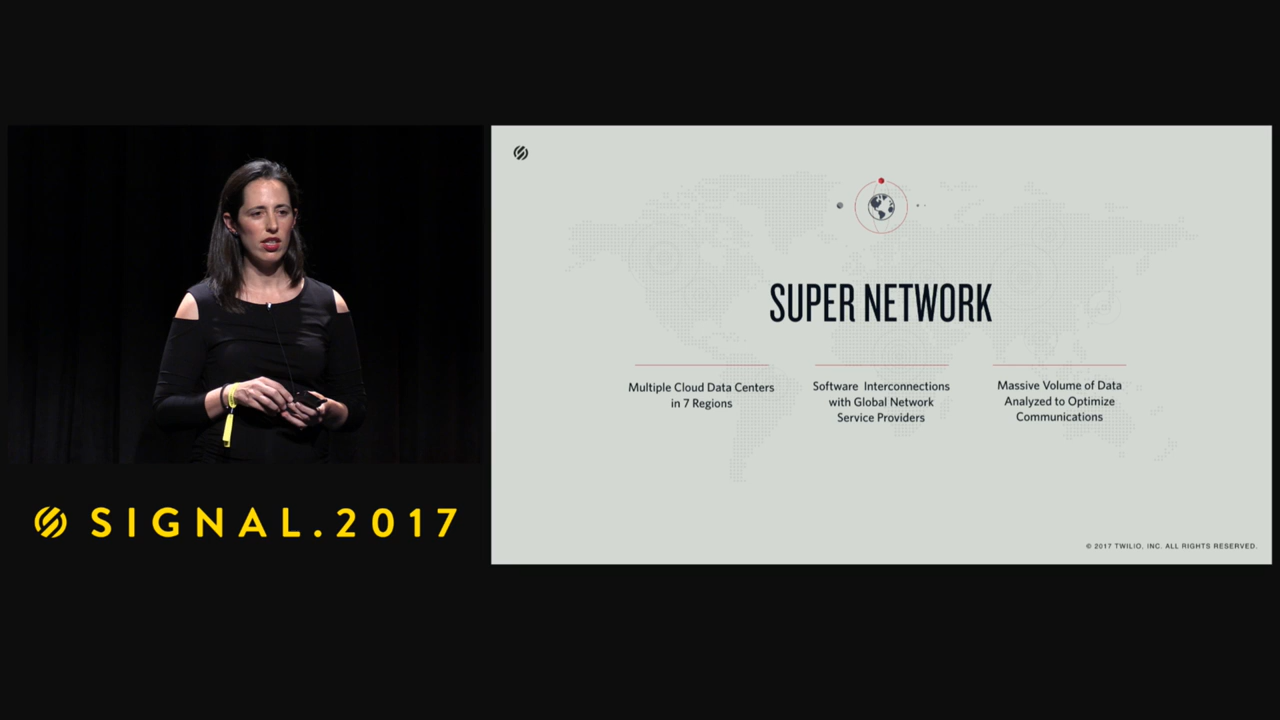 SIGNAL.2017
SUPER NETWORK
Multiple Cloud Data Centers
in 7 Regions
Software Interconnections
with Global Network
Service Providers
Massive Volume of Data
Analyzed to Optimize
Communications
© 2017 TWILIO, INC. ALL RIGHTS RESERVED.